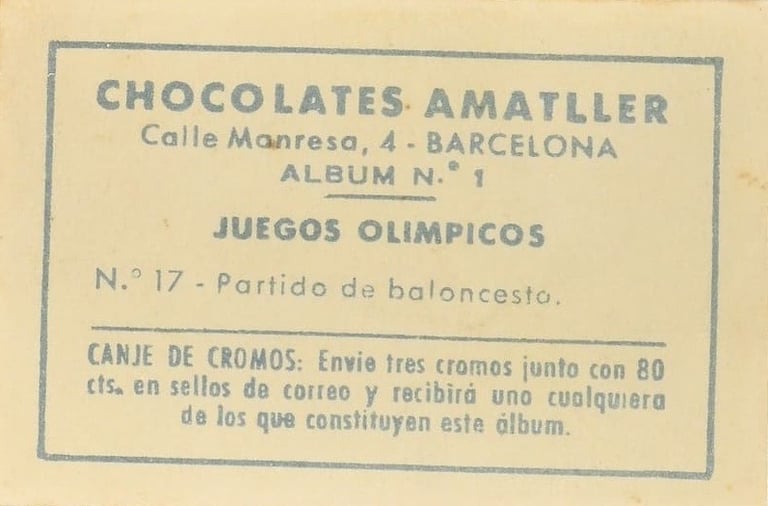 CHOCOLATES AMATLLER
Calle Manresa, 4 - BARCELONA
ALBUM N.º 1
JUEGOS OLIMPICOS
N.º 17 - Partido de baloncesto.
CANJE DE CROMOS: Envie tres cromos junto con 80
cts. en sellos de correo y recibirá uno cualquiera
de los que constituyen este álbum.